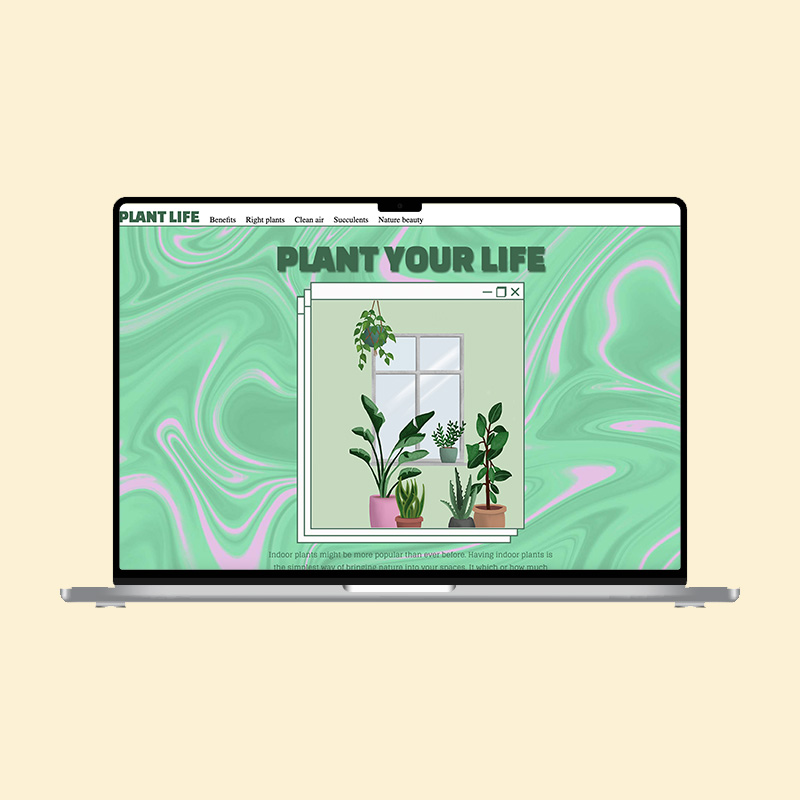 PLANT LIFE Benefits Right plants Clean air Succulents Nature beauty
PLANT YOUR LIFE
Indoor plants might be more popular than ever before. Having indoor plants is
the simplest way of bringing nature into your spaces. It which or how much